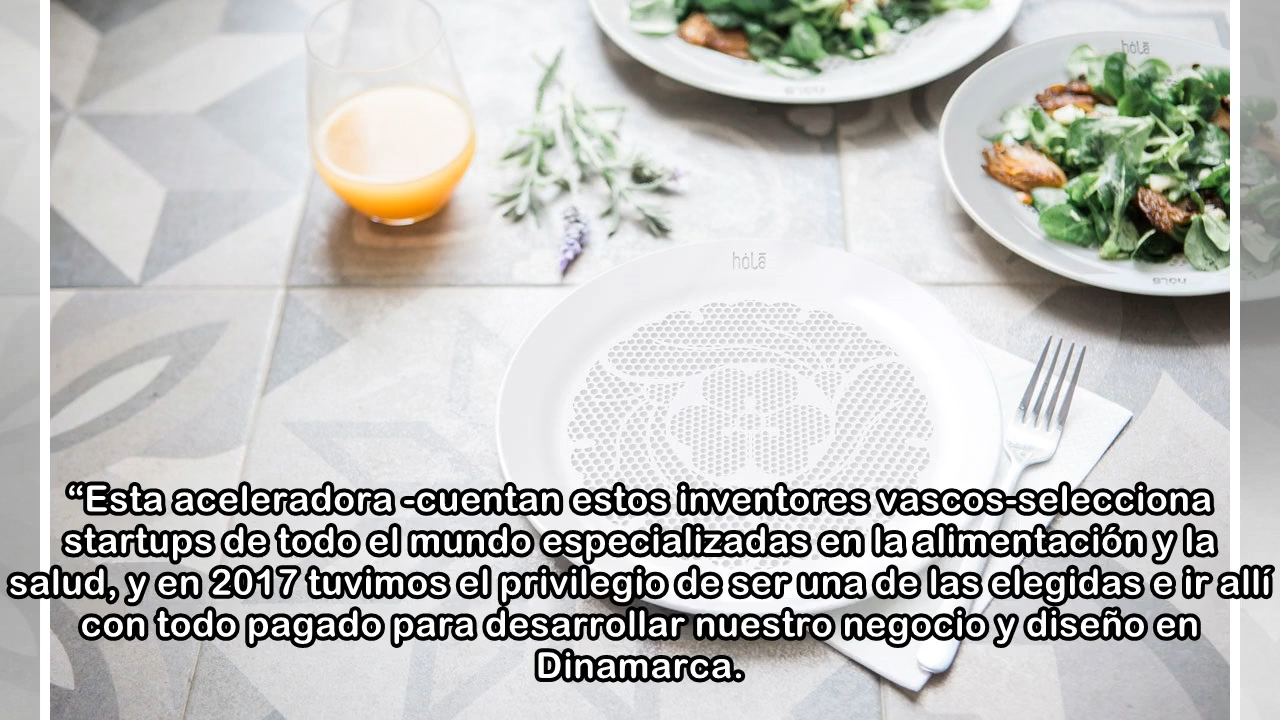 hólā
hólā
“Esta aceleradora -cuentan estos inventores vascos-selecciona
startups de todo el mundo especializadas en la alimentación y la
salud, y en 2017 tuvimos el privilegio de ser una de las elegidas e ir allí
con todo pagado para desarrollar nuestro negocio y diseño en
Dinamarca.